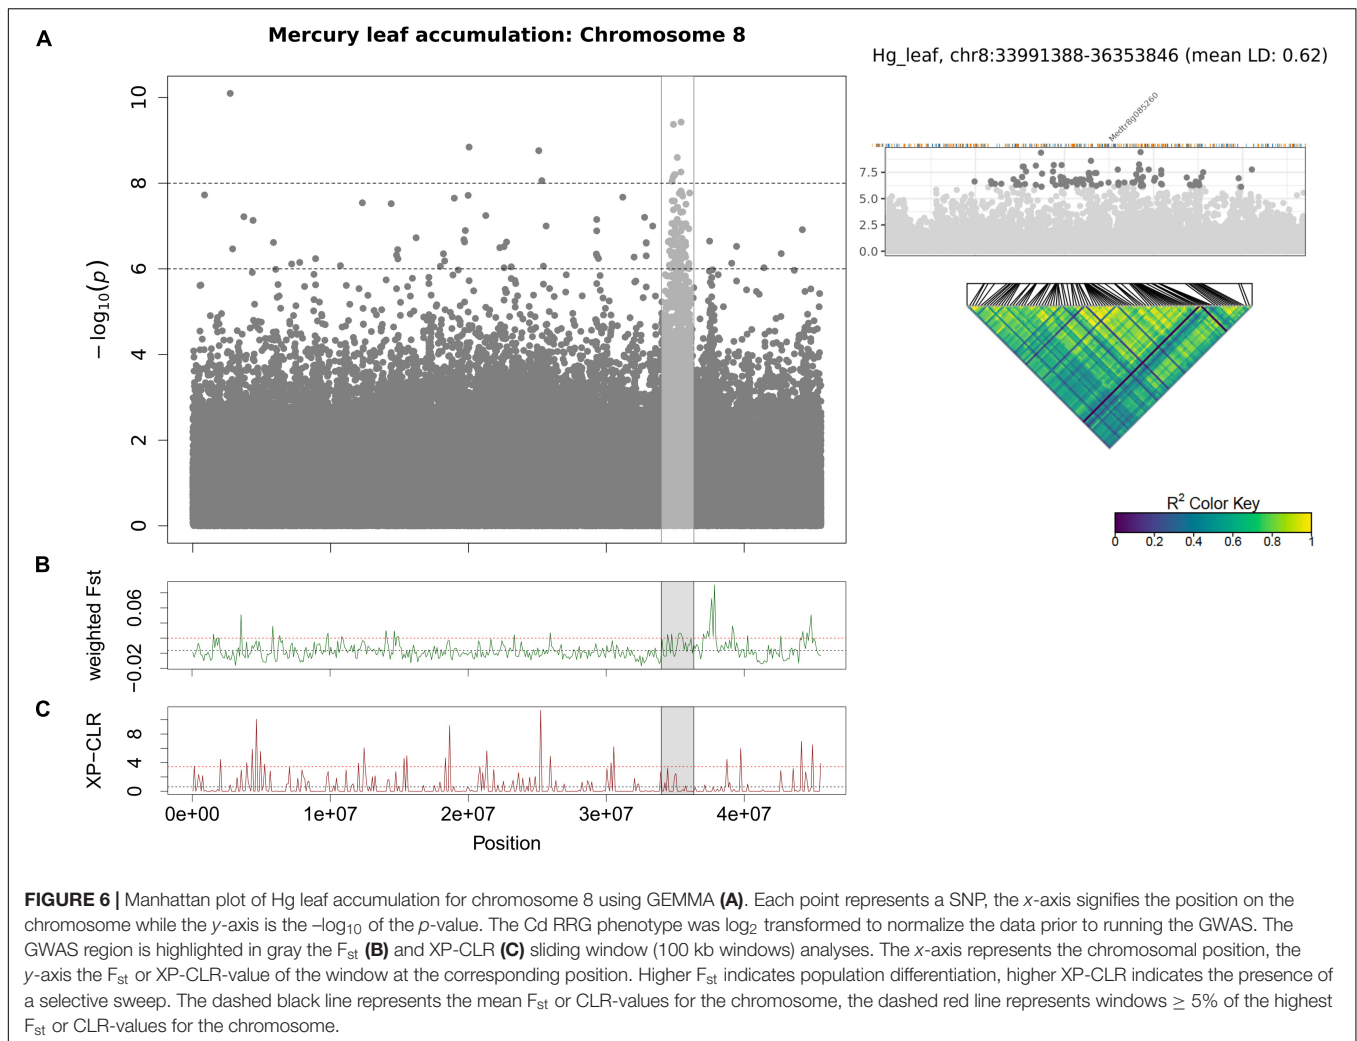 A
Mercury leaf accumulation: Chromosome 8
Hg_leaf, chr8:33991388-36353846 (mean LD: 0.62)
Medtr8g085260
−log10(p)
10
8
6
4
2
0
7.5
5.0
2.5
0.0
R2 Color Key
0 0.2 0.4 0.6 0.8 1
B
weighted Fst
0.06
−0.02
C
XP−CLR
8
4
0
0e+00 1e+07 2e+07 3e+07 4e+07
Position
FIGURE 6 | Manhattan plot of Hg leaf accumulation for chromosome 8 using GEMMA (A). Each point represents a SNP, the x-axis signifies the position on the
chromosome while the y-axis is the –log10 of the p-value. The Cd RRG phenotype was log2 transformed to normalize the data prior to running the GWAS. The
GWAS region is highlighted in gray the Fst (B) and XP-CLR (C) sliding window (100 kb windows) analyses. The x-axis represents the chromosomal position, the
y-axis the Fst or XP-CLR-value of the window at the corresponding position. Higher Fst indicates population differentiation, higher XP-CLR indicates the presence of
a selective sweep. The dashed black line represents the mean Fst or CLR-values for the chromosome, the dashed red line represents windows ≥ 5% of the highest
Fst or CLR-values for the chromosome.